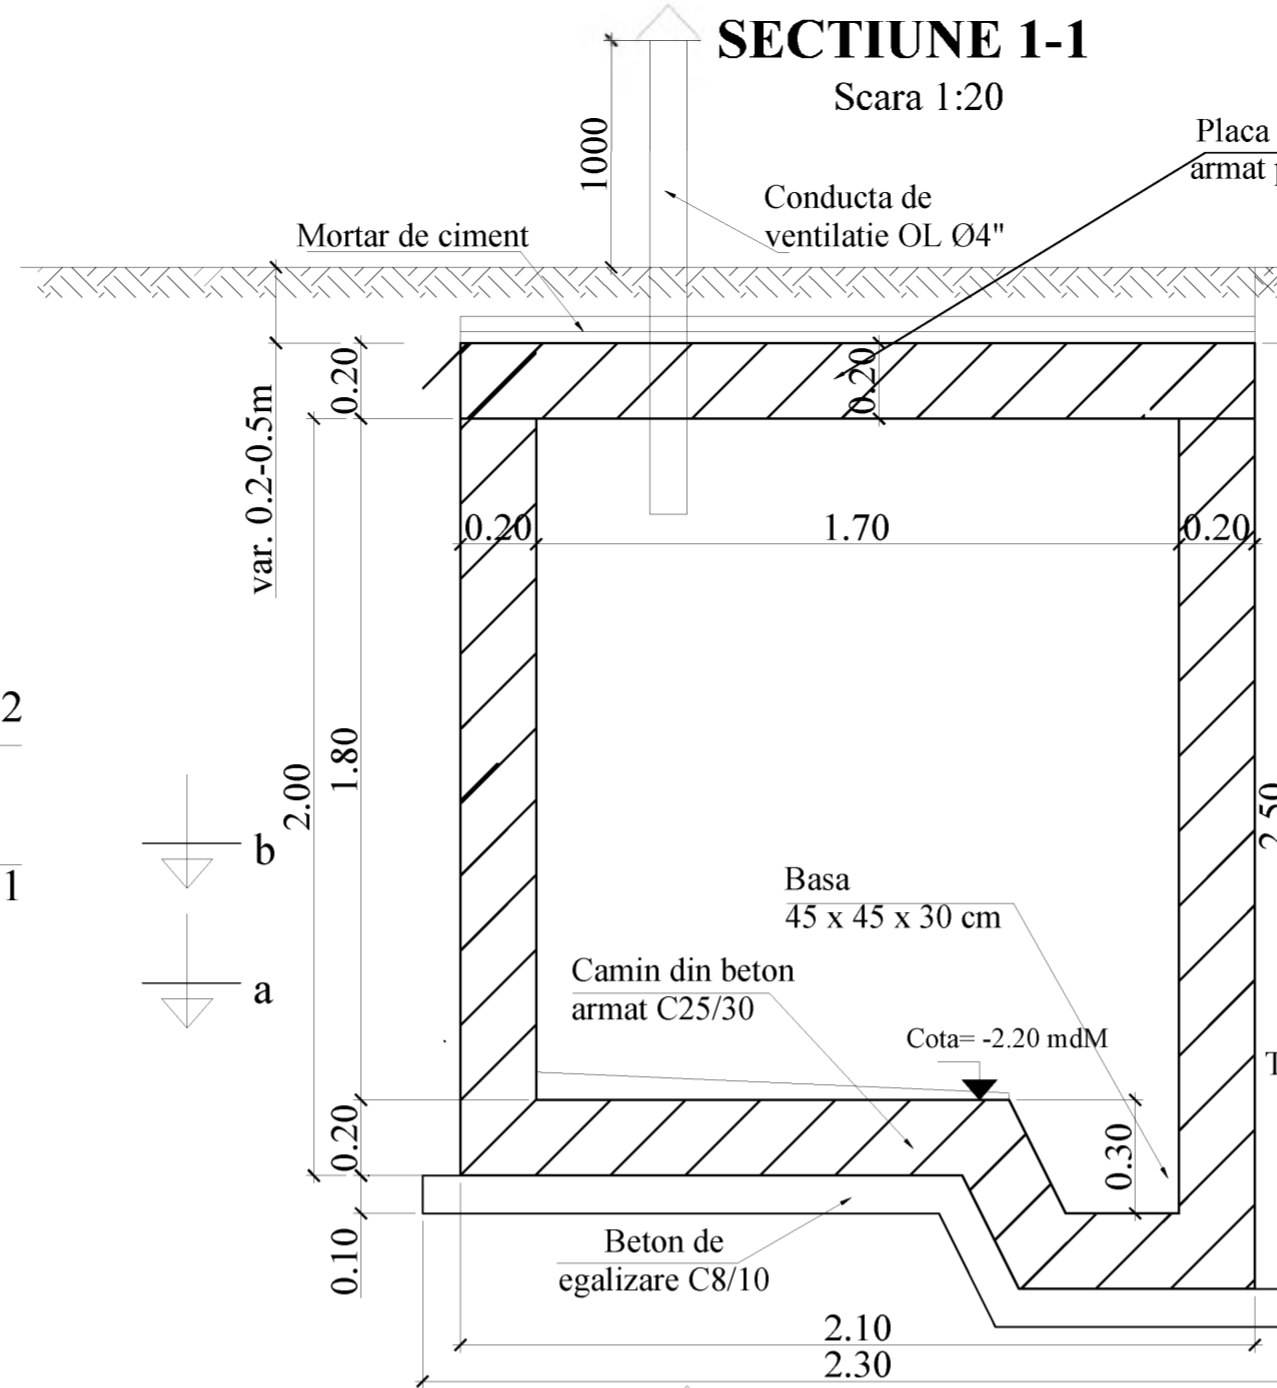 SECTIUNE 1-1
Scara 1:20
1000
Placa
armat
Conducta de
ventilatie OL Ø4"
Mortar de ciment
0.20
0.20
var. 0.2-0.5m
0.20
1.70
0.20
2
1.80
2.00
2.50
b
1
Basa
45 x 45 x 30 cm
Camin din beton
armat C25/30
a
Cota= -2.20 mdM
0.20
0.30
0.10
Beton de
egalizare C8/10
2.10
2.30